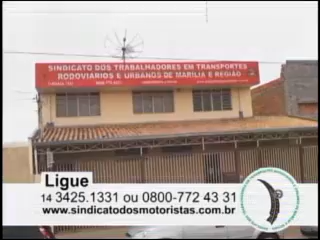 SINDICATO DOS TRABALHADORES EM TRANSPORTES
RODOVIÁRIOS E URBANOS DE MARÍLIA E REGIÃO
Ligue
14 3425.1331 ou 0800-772 43 31
www.sindicatodosmotoristas.com.br